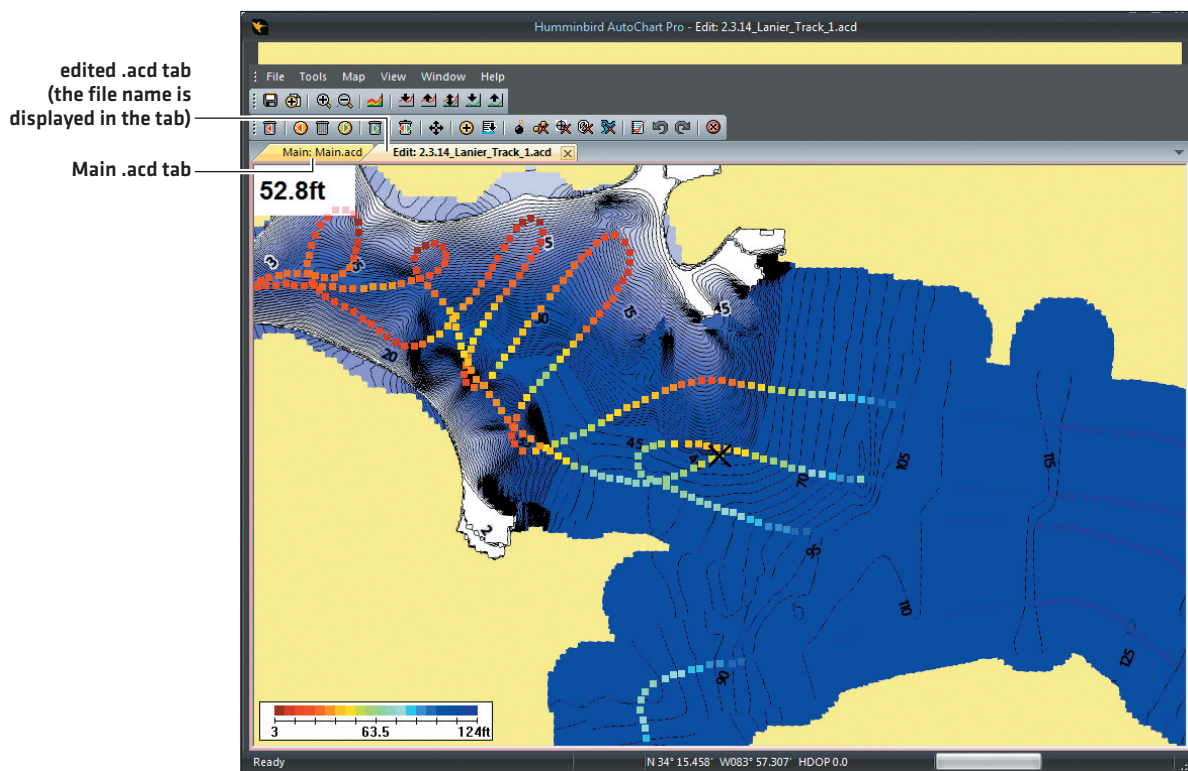 Humminbird AutoChart Pro - Edit: 2.3.14_Lanier_Track_1.acd
edited .acd tab
(the file name is
displayed in the tab)
Main .acd tab
File Tools Map View Window Help
Main: Main.acd
Edit: 2.3.14_Lanier_Track_1.acd
52.8ft
3
5
5
45
15
30
20
45
4
70
105
115
2
95
110
90
125
3 63.5 124ft
Ready
N 34° 15.458' W083° 57.307' HDOP 0.0